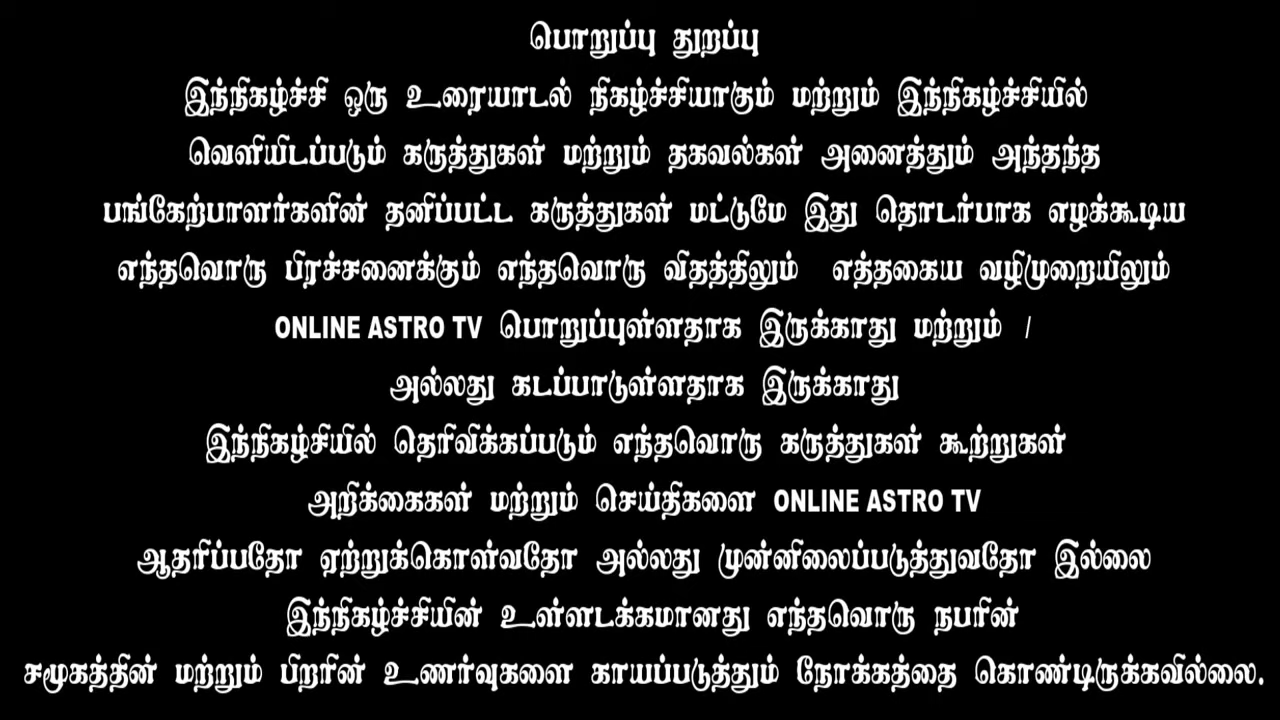 பொறுப்பு துறப்பு
இந்நிகழ்ச்சி ஒரு உரையாடல் நிகழ்ச்சியாகும் மற்றும் இந்நிகழ்ச்சியில்
வெளியிடப்படும் கருத்துகள் மற்றும் தகவல்கள் அனைத்தும் அந்தந்த
பங்கேற்பாளர்களின் தனிப்பட்ட கருத்துகள் மட்டுமே இது தொடர்பாக எழக்கூடிய
எந்தவொரு பிரச்சனைக்கும் எந்தவொரு விதத்திலும் எத்தகைய வழிமுறையிலும்
ONLINE ASTRO TV பொறுப்புள்ளதாக இருக்காது மற்றும் /
அல்லது கடப்பாடுள்ளதாக இருக்காது
இந்நிகழ்சியில் தெரிவிக்கப்படும் எந்தவொரு கருத்துகள் கூற்றுகள்
அறிக்கைகள் மற்றும் செய்திகளை ONLINE ASTRO TV
ஆதரிப்பதோ ஏற்றுக்கொள்வதோ அல்லது முன்னிலைப்படுத்துவதோ இல்லை
இந்நிகழ்ச்சியின் உள்ளடக்கமானது எந்தவொரு நபரின்
சமூகத்தின் மற்றும் பிறரின் உணர்வுகளை காயப்படுத்தும் நோக்கத்தை கொண்டிருக்கவில்லை.